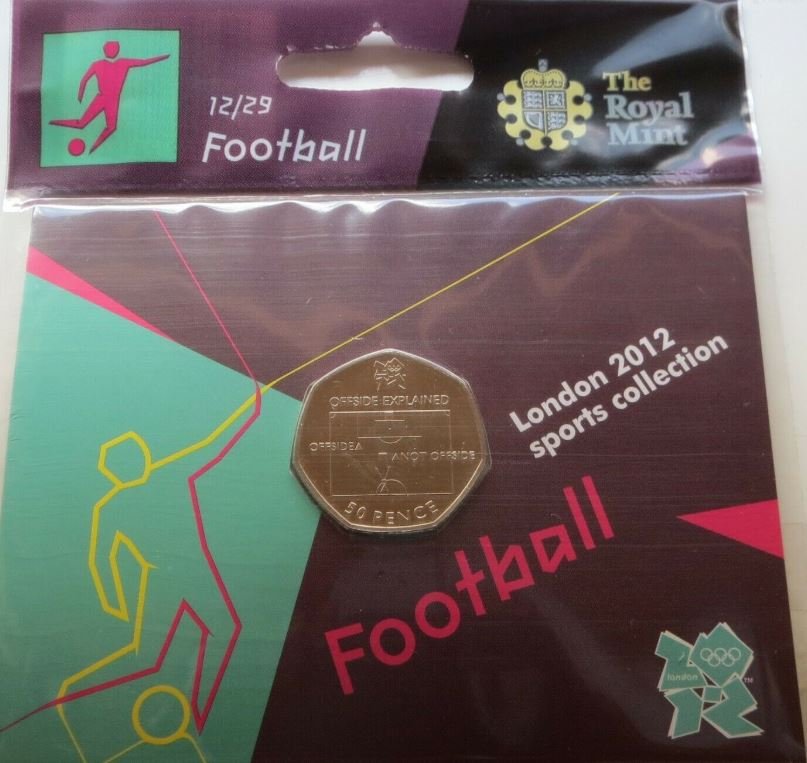 12/29
Football
The
Royal
Mint
OFFSIDE EXPLAINED
OFFSIDE
NOT OFFSIDE
50 PENCE
London 2012
sports collection
Football
london
TM